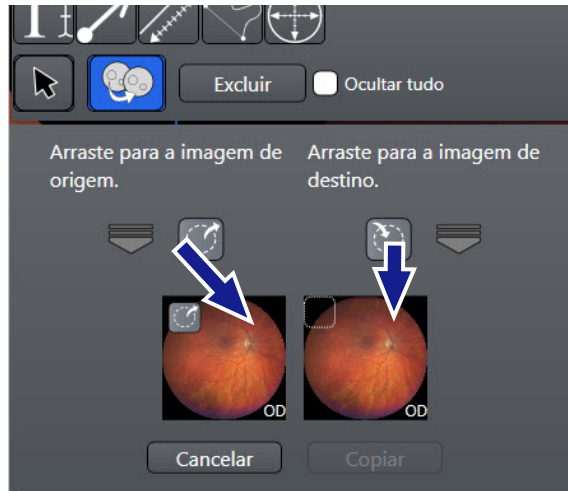 Excluir
Ocultar tudo
Arraste para a imagem de
origem.
Arraste para a imagem de
destino.
OD
OD
Cancelar
Copiar